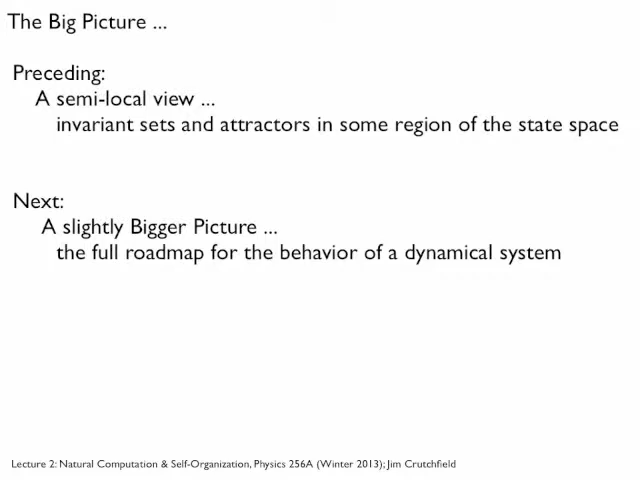 The Big Picture ...
Preceding:
A semi-local view ...
invariant sets and attractors in some region of the state space
Next:
A slightly Bigger Picture ...
the full roadmap for the behavior of a dynamical system
Lecture 2: Natural Computation & Self-Organization, Physics 256A (Winter 2013); Jim Crutchfield